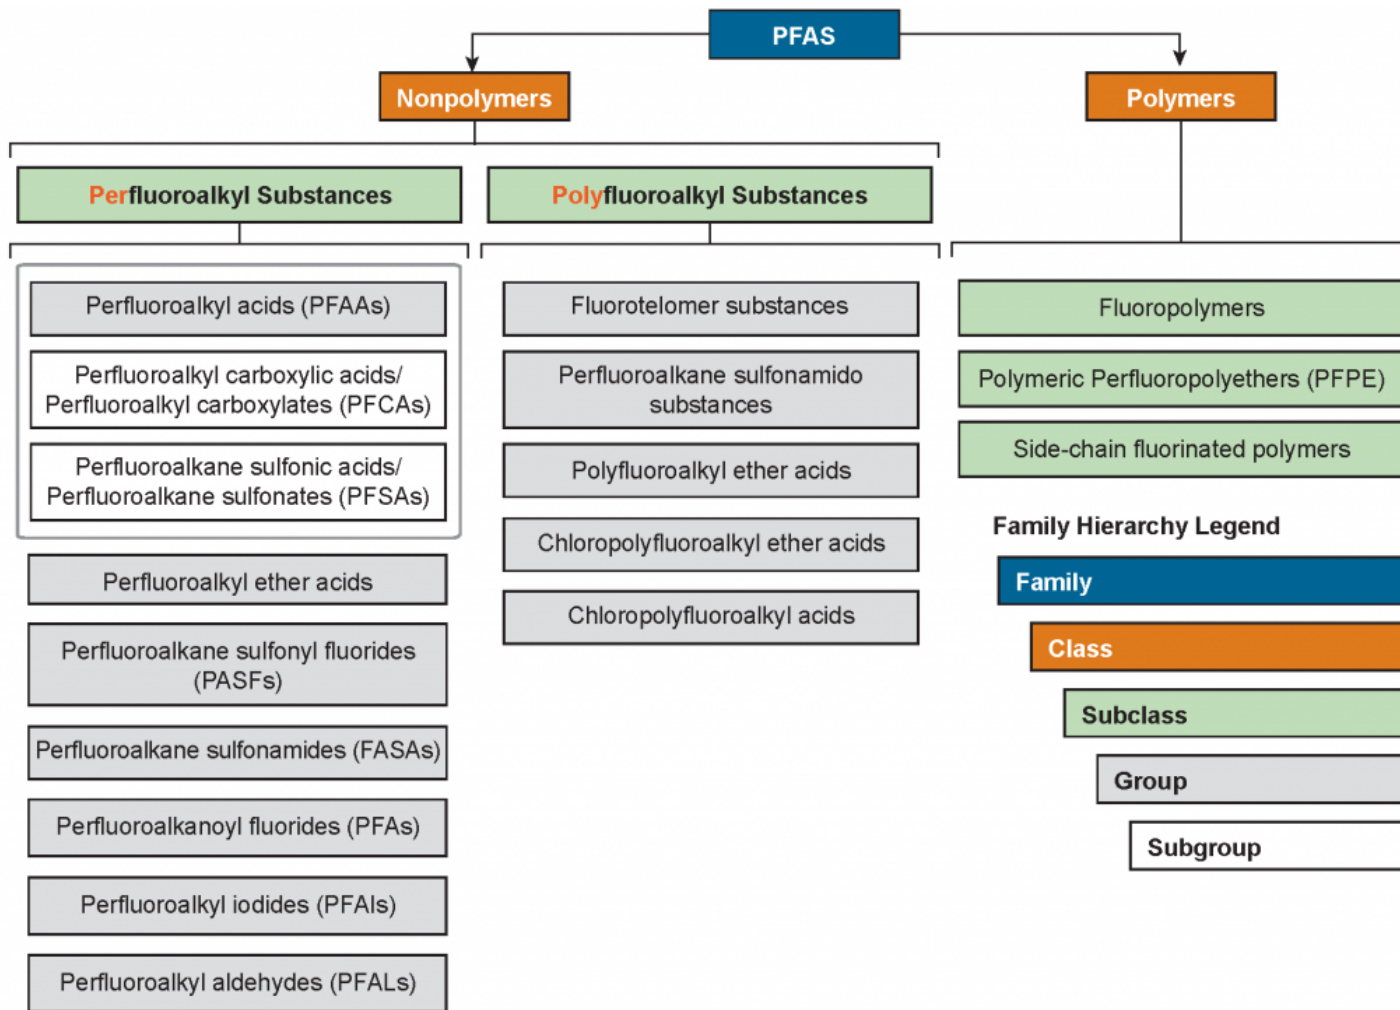 PFAS
Nonpolymers
Polymers
Perfluoroalkyl Substances
Polyfluoroalkyl Substances
Perfluoroalkyl acids (PFAAs)
Perfluoroalkyl carboxylic acids/
Perfluoroalkyl carboxylates (PFCAs)
Perfluoroalkane sulfonic acids/
Perfluoroalkane sulfonates (PFSAs)
Perfluoroalkyl ether acids
Perfluoroalkane sulfonyl fluorides
(PASFs)
Perfluoroalkane sulfonamides (FASAs)
Perfluoroalkanoyl fluorides (PFAs)
Perfluoroalkyl iodides (PFAIs)
Perfluoroalkyl aldehydes (PFALs)
Fluorotelomer substances
Perfluoroalkane sulfonamido
substances
Polyfluoroalkyl ether acids
Chloropolyfluoroalkyl ether acids
Chloropolyfluoroalkyl acids
Fluoropolymers
Polymeric Perfluoropolyethers (PFPE)
Side-chain fluorinated polymers
Family Hierarchy Legend
Family
Class
Subclass
Group
Subgroup